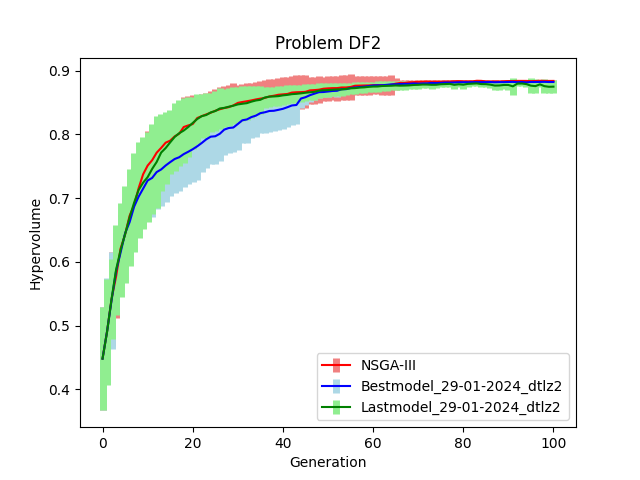 Problem DF2
Hypervolume
0.9
0.8
0.7
0.6
0.5
0.4
NSGA-III
Bestmodel_29-01-2024_dtlz2
Lastmodel_29-01-2024_dtlz2
0 20 40 60 80 100
Generation